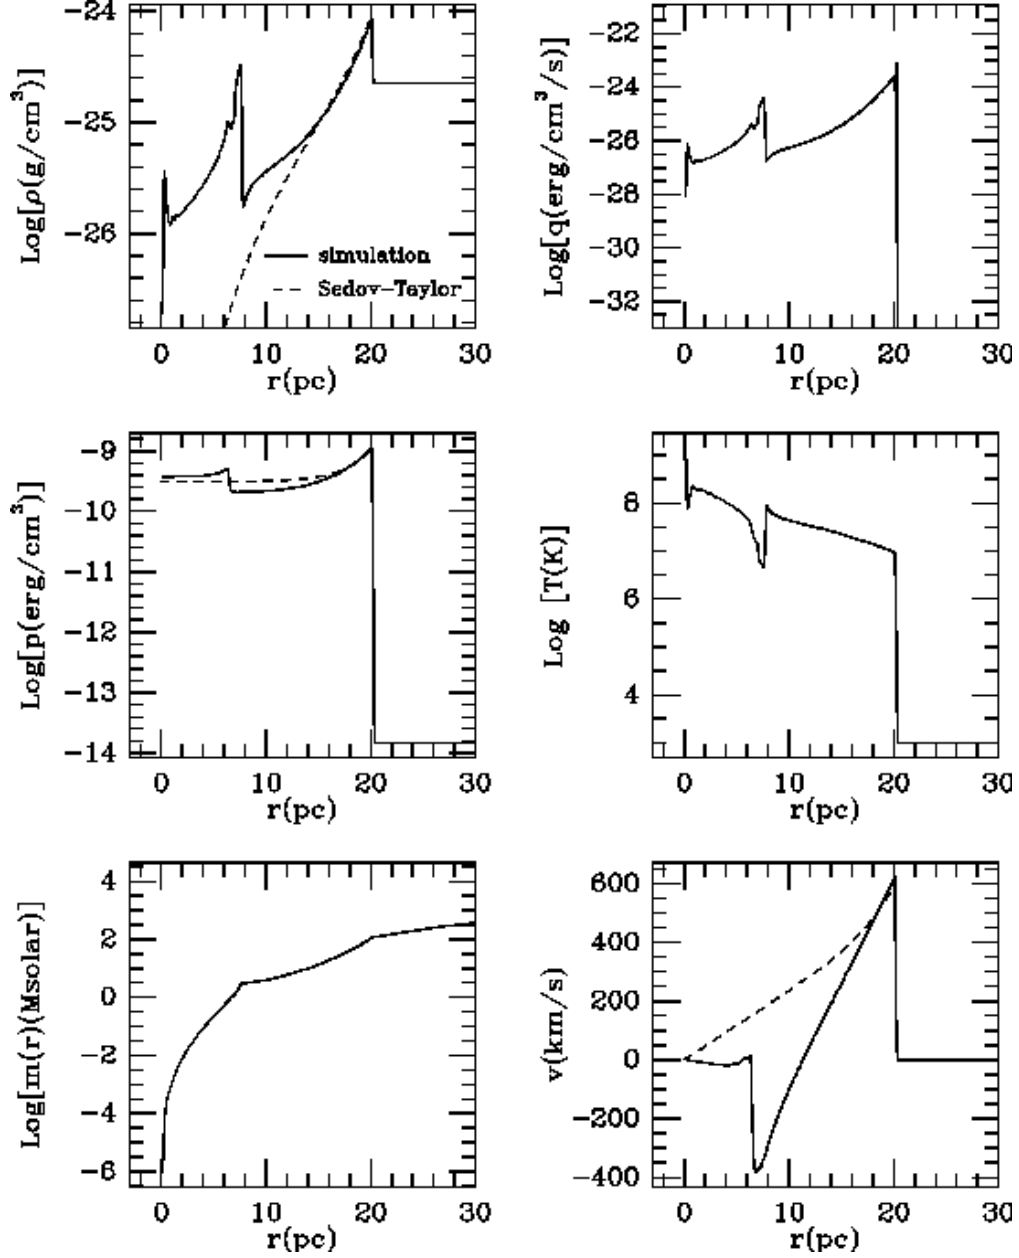 -24
-25
-26
Log[ρ(g/cm³)]
simulation
Sedov-Taylor
0 10 20 30
r(pc)
-22
-24
-26
-28
-30
-32
Log[q(erg/cm³/s)]
0 10 20 30
r(pc)
-9
-10
-11
-12
-13
-14
Log[p(erg/cm³)]
0 10 20 30
r(pc)
8
6
4
Log [T(K)]
0 10 20 30
r(pc)
4
2
0
-2
-4
-6
Log[m(r)(Msolar)]
0 10 20 30
r(pc)
600
400
200
0
-200
-400
v(km/s)
0 10 20 30
r(pc)